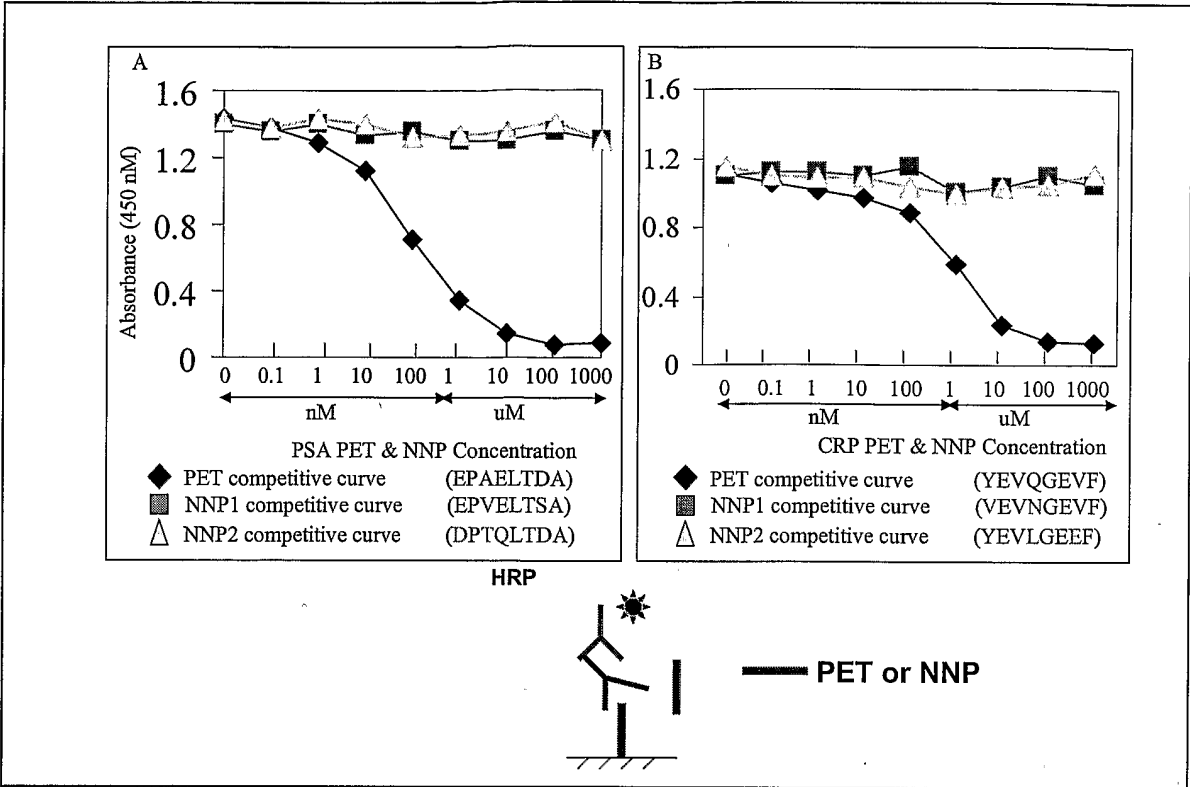 A
1.6
1.2
0.8
0.4
0
Absorbance (450 nM)
0 0.1 1 10 100 1 10 100 1000
nM uM
PSA PET & NNP Concentration
PET competitive curve (EPAELTDA)
NNP1 competitive curve (EPVELTSA)
NNP2 competitive curve (DPTQLTDA)
B
1.6
1.2
0.8
0.4
0
0 0.1 1 10 100 1 10 100 1000
nM uM
CRP PET & NNP Concentration
PET competitive curve (YEVQGEVF)
NNP1 competitive curve (VEVNGEVF)
NNP2 competitive curve (YEVLGEEF)
HRP
PET or NNP